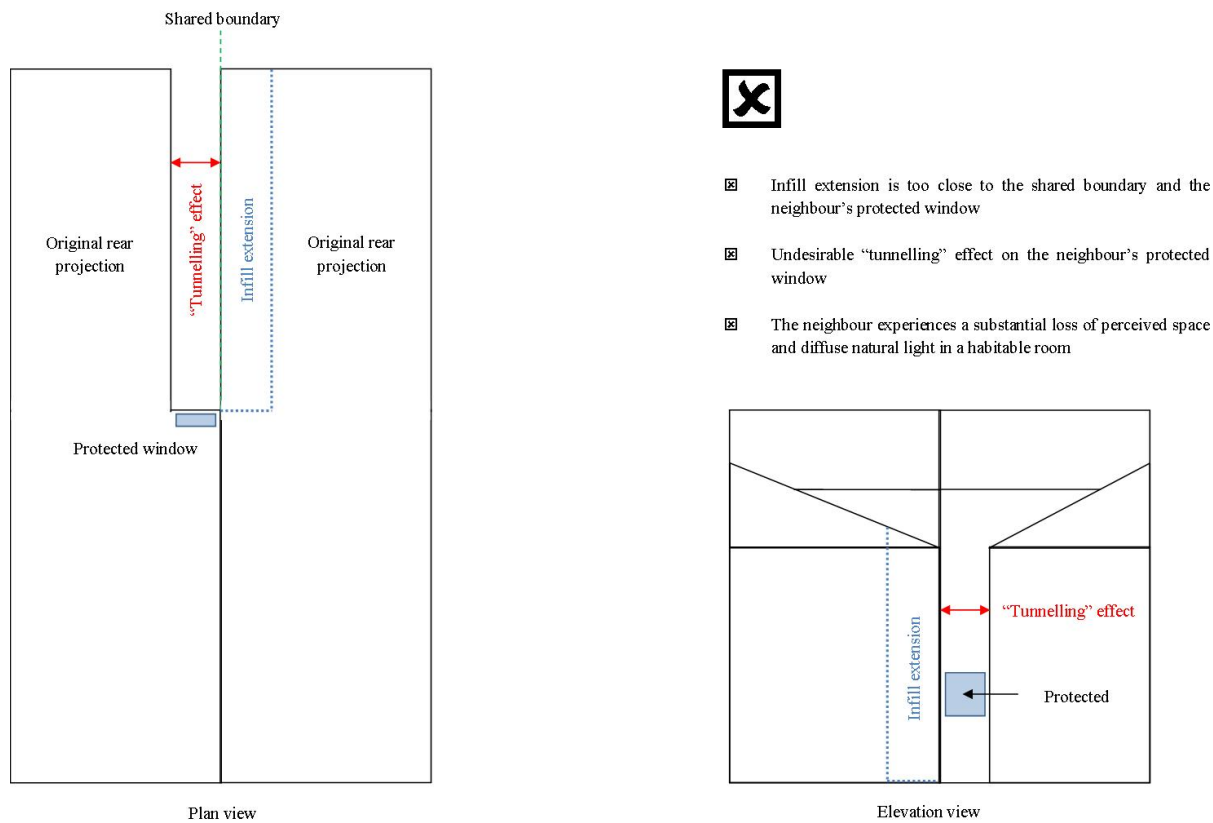 Shared boundary
Original rear
projection
“Tunnelling” effect
Infill extension
Original rear
projection
Protected window
Plan view
Infill extension is too close to the shared boundary and the
neighbour’s protected window
Undesirable “tunnelling” effect on the neighbour’s protected
window
The neighbour experiences a substantial loss of perceived space
and diffuse natural light in a habitable room
“Tunnelling” effect
Infill extension
Protected
Elevation view